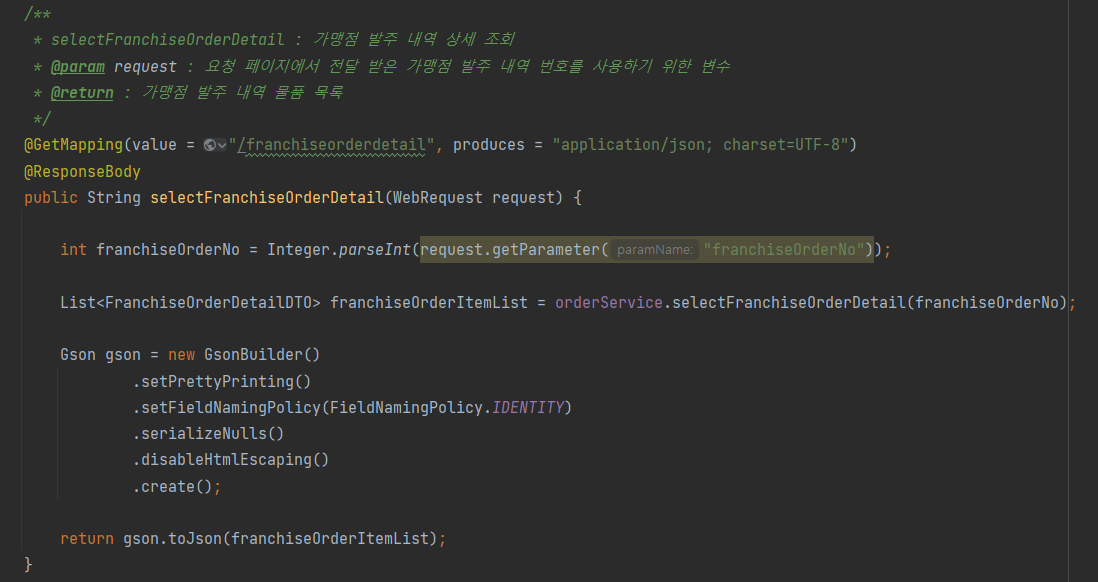 /**
 * selectFranchiseOrderDetail : 가맹점 발주 내역 상세 조회
 * @param request : 요청 페이지에서 전달 받은 가맹점 발주 내역 번호를 사용하기 위한 변수
 * @return : 가맹점 발주 내역 물품 목록
 */
@GetMapping(value = "/franchiseorderdetail", produces = "application/json; charset=UTF-8")
@ResponseBody
public String selectFranchiseOrderDetail(WebRequest request) {
    int franchiseOrderNo = Integer.parseInt(request.getParameter( paramName: "franchiseOrderNo"));
    List<FranchiseOrderDetailDTO> franchiseOrderItemList = orderService.selectFranchiseOrderDetail(franchiseOrderNo);
    Gson gson = new GsonBuilder()
            .setPrettyPrinting()
            .setFieldNamingPolicy(FieldNamingPolicy.IDENTITY)
            .serializeNulls()
            .disableHtmlEscaping()
            .create();
    return gson.toJson(franchiseOrderItemList);
}